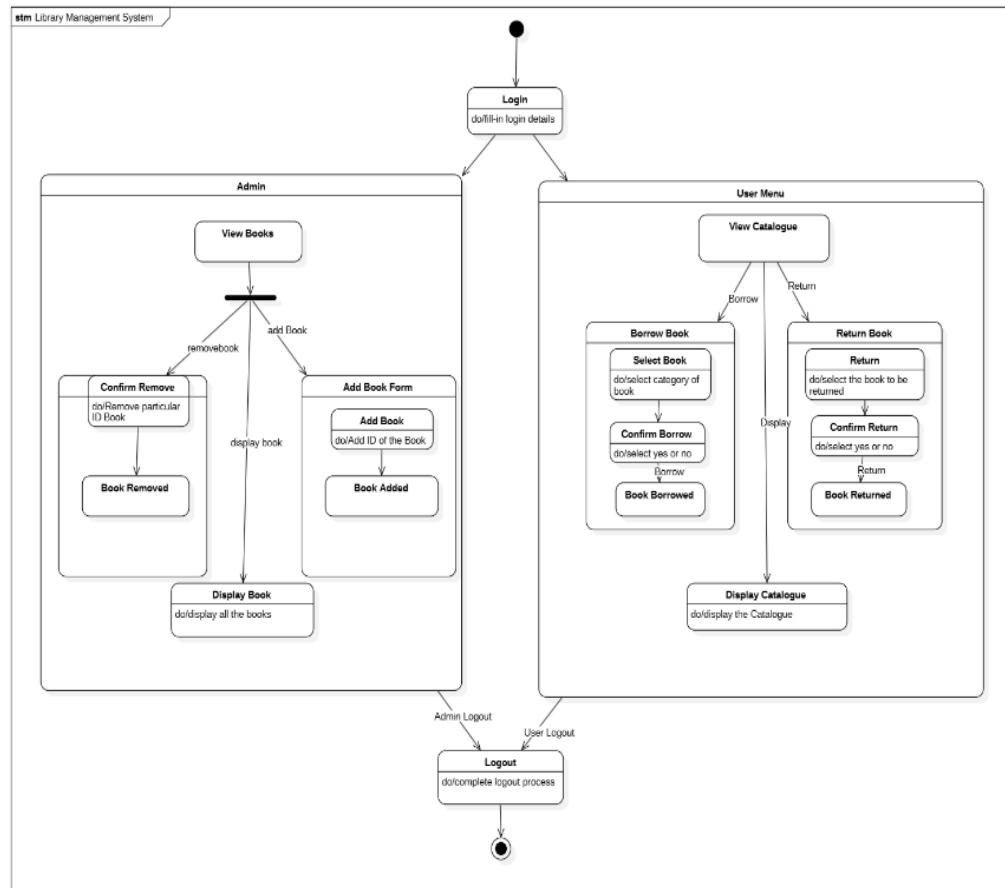 stm Library Management System
Login
do/fill-in login details
Admin
View Books
removebook
add Book
display book
Confirm Remove
do/Remove particular
ID Book
Book Removed
Add Book Form
Add Book
do/Add ID of the Book
Book Added
Display Book
do/display all the books
User Menu
View Catalogue
Borrow
Return
Display
Borrow Book
Select Book
do/select category of
book
Confirm Borrow
do/select yes or no
Borrow
Book Borrowed
Return Book
Return
do/select the book to be
returned
Confirm Return
do/select yes or no
Return
Book Returned
Display Catalogue
do/display the Catalogue
Admin Logout
User Logout
Logout
do/complete logout process